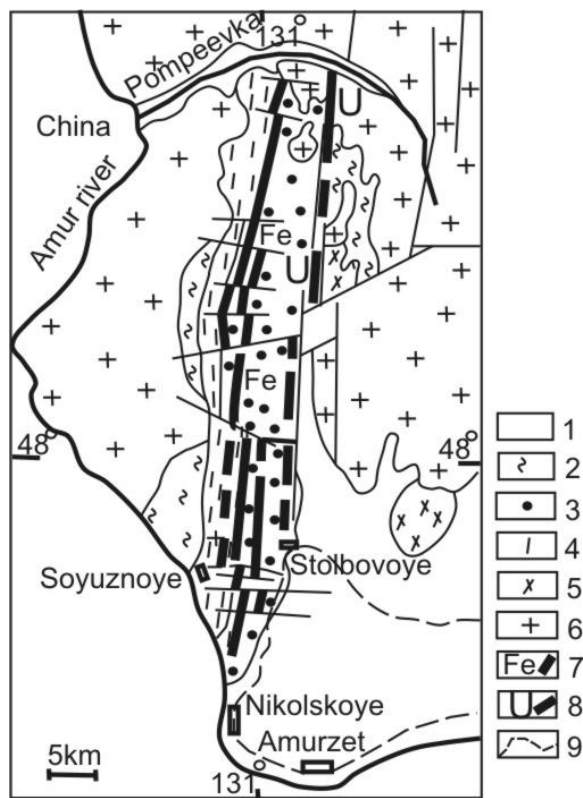 131°
Pompeevka
China
U
Amur river
Fe
U
Fe
48°
48°
1
2
3
4
5
6
Fe 7
U 8
9
Soyuznoye
Stolbovoye
Nikolskoye
Amurzet
5km
131°